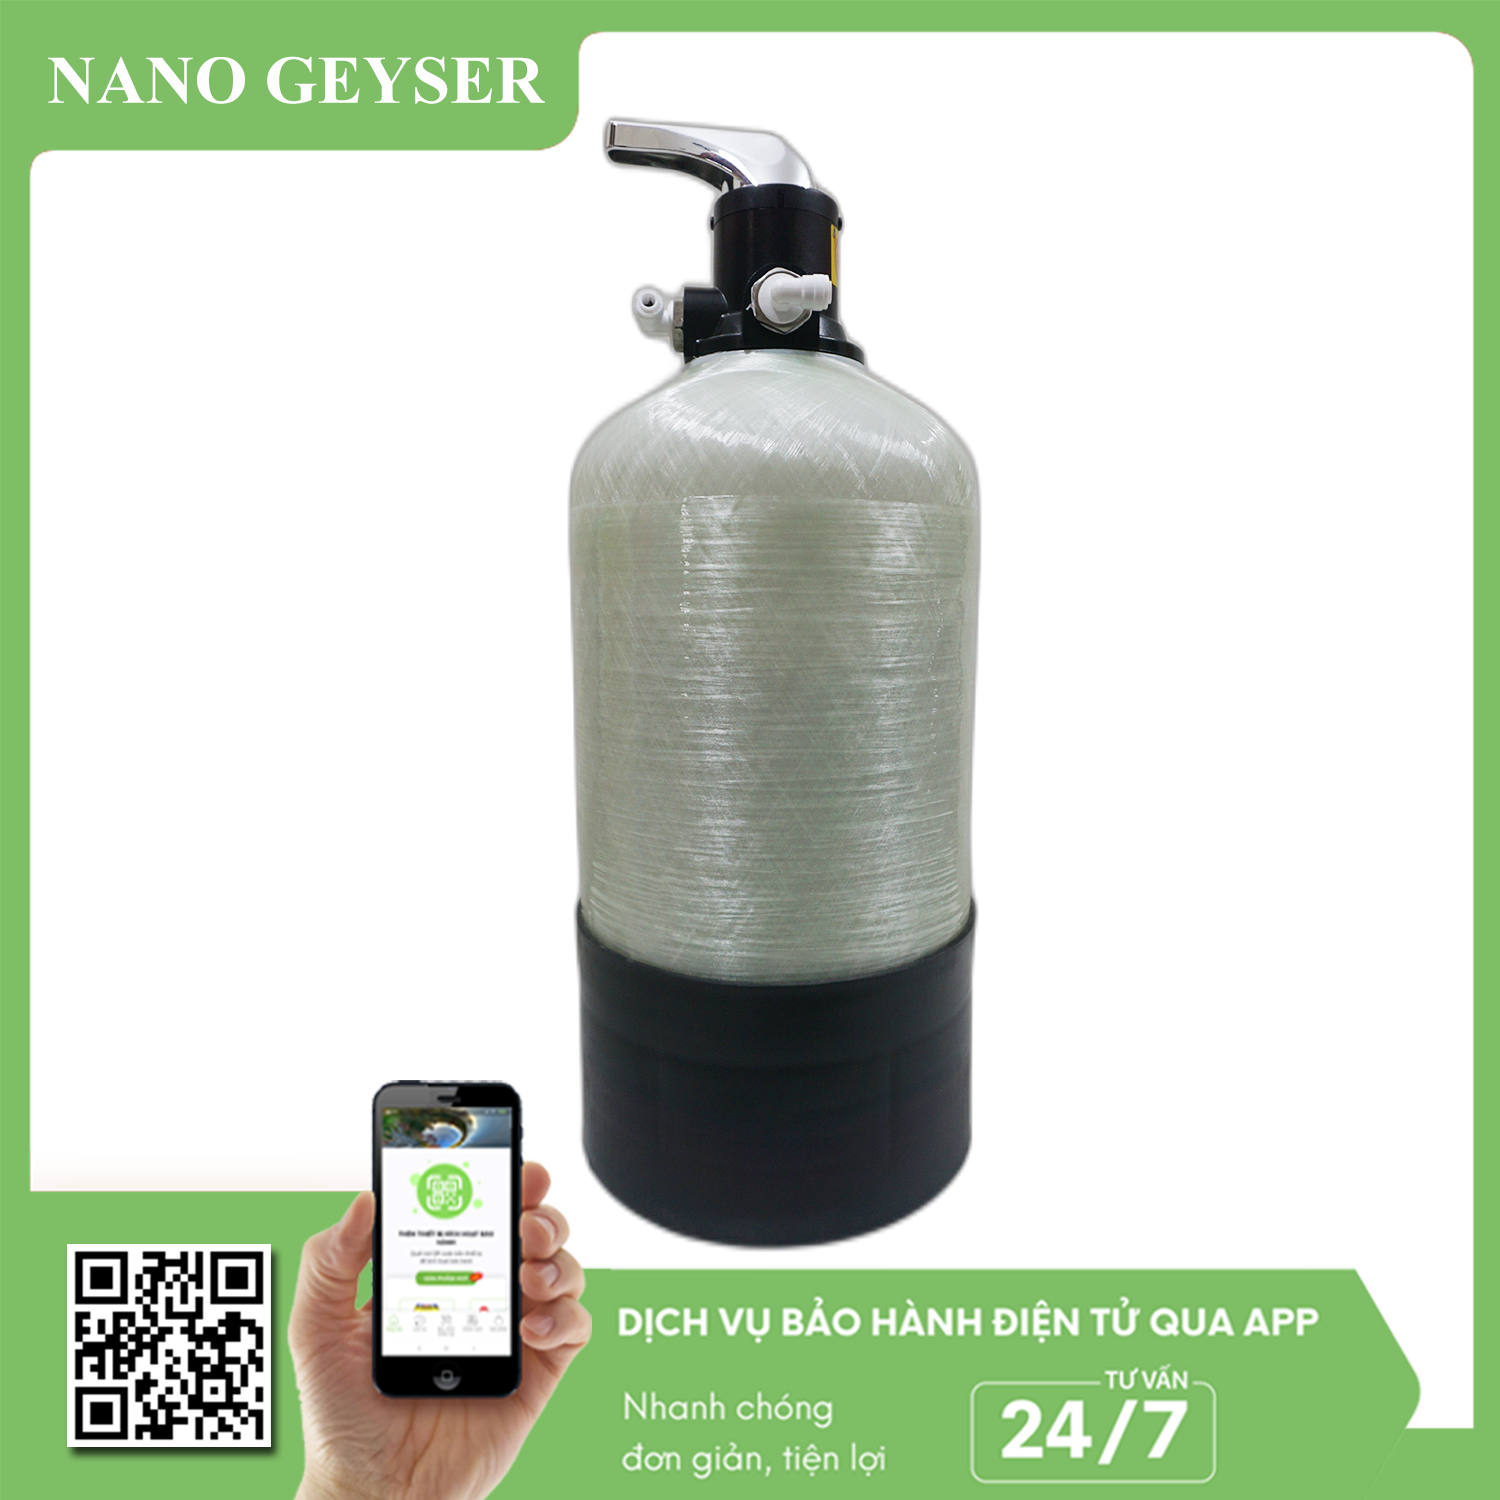 NANO GEYSER
DỊCH VỤ BẢO HÀNH ĐIỆN TỬ QUA APP
Nhanh chóng
đơn giản, tiện lợi
TƯ VẤN
24/7